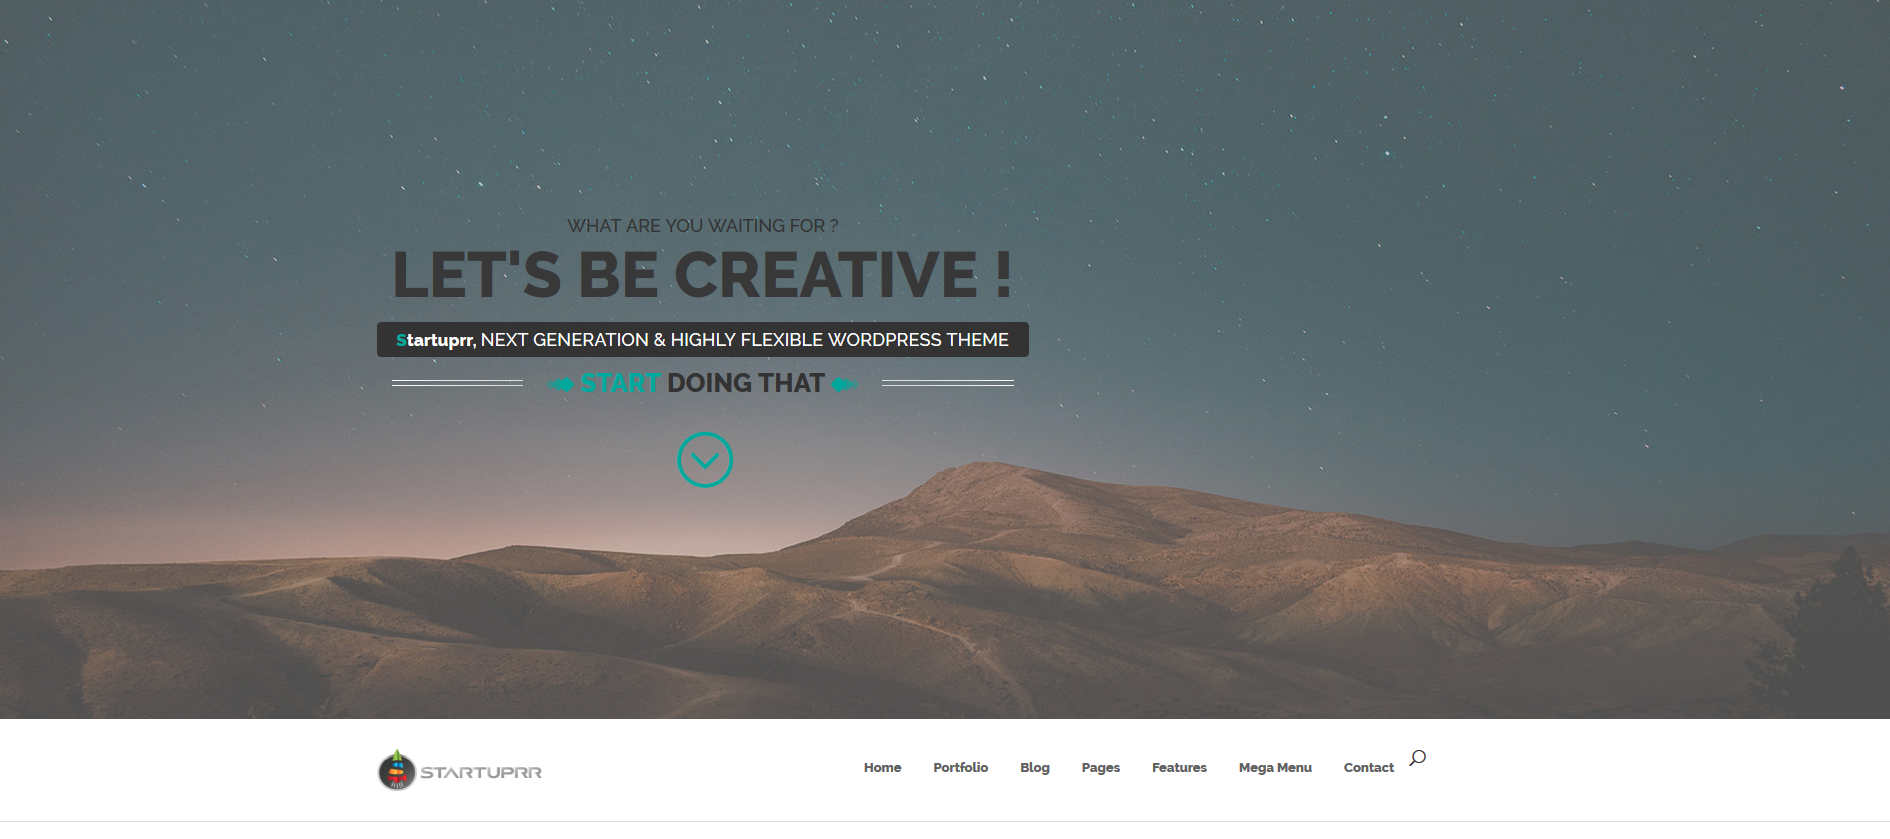 WHAT ARE YOU WAITING FOR ?
LET'S BE CREATIVE !
Startuprr, NEXT GENERATION & HIGHLY FLEXIBLE WORDPRESS THEME
START DOING THAT
STARTUPRR
Home Portfolio Blog Pages Features Mega Menu Contact